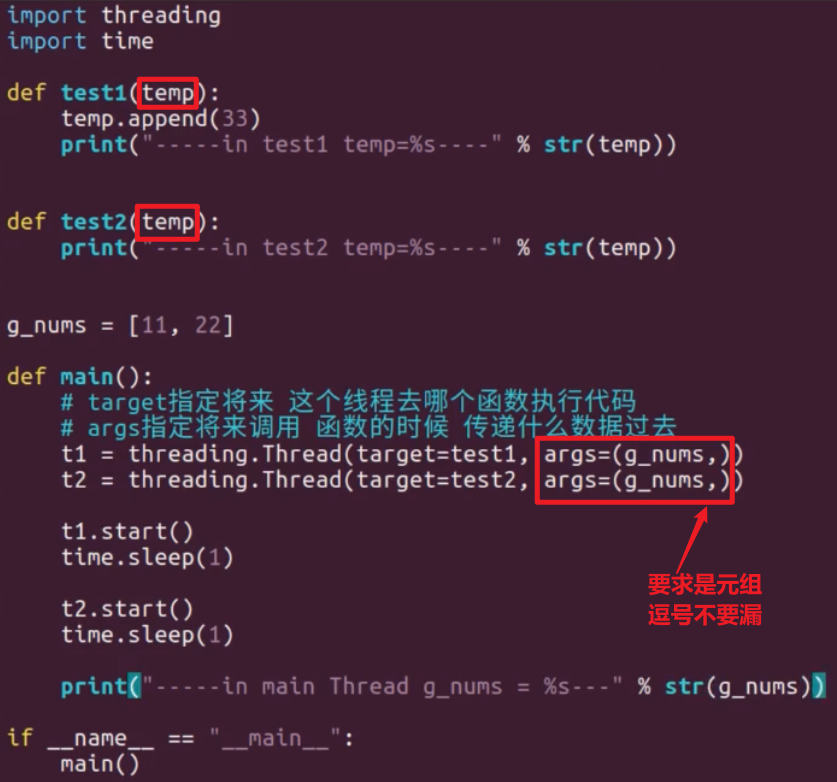 import threading
import time
def test1(temp):
    temp.append(33)
    print("-----in test1 temp=%s----" % str(temp))
def test2(temp):
    print("-----in test2 temp=%s----" % str(temp))
g_nums = [11, 22]
def main():
    # target指定将来 这个线程去哪个函数执行代码
    # args指定将来调用 函数的时候 传递什么数据过去
    t1 = threading.Thread(target=test1, args=(g_nums,))
    t2 = threading.Thread(target=test2, args=(g_nums,))
    t1.start()
    time.sleep(1)
    t2.start()
    time.sleep(1)
    print("-----in main Thread g_nums = %s---" % str(g_nums))
if __name__ == "__main__":
    main()
要求是元组
逗号不要漏